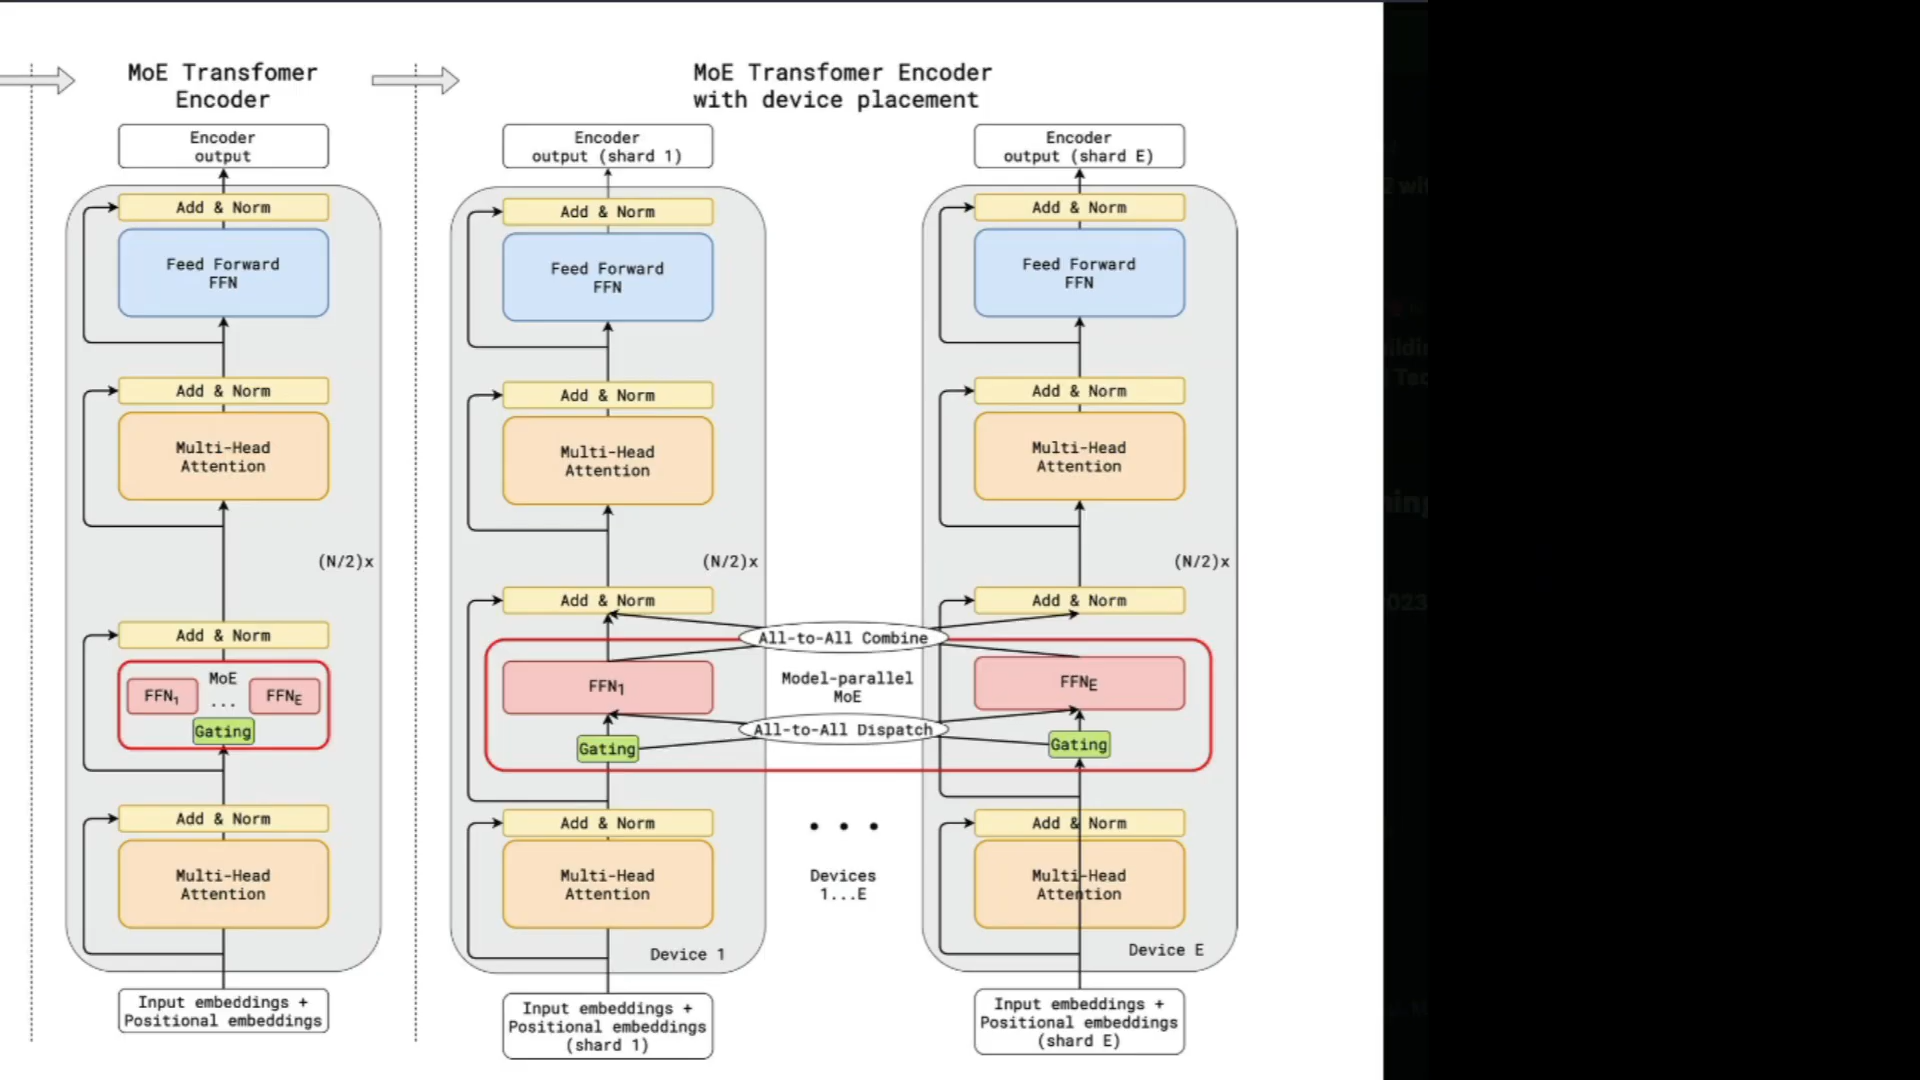 MoE Transfomer
Encoder
Encoder
output
Add & Norm
Feed Forward
FFN
Add & Norm
Multi-Head
Attention
(N/2)x
Add & Norm
MoE
FFN1
...
FFNE
Gating
Add & Norm
Multi-Head
Attention
Input embeddings +
Positional embeddings
MoE Transfomer Encoder
with device placement
Encoder
output (shard 1)
Add & Norm
Feed Forward
FFN
Add & Norm
Multi-Head
Attention
(N/2)x
Add & Norm
FFN1
Gating
Add & Norm
Multi-Head
Attention
Device 1
Input embeddings +
Positional embeddings
(shard 1)
All-to-All Combine
Model-parallel
MoE
All-to-All Dispatch
Devices
1...E
Encoder
output (shard E)
Add & Norm
Feed Forward
FFN
Add & Norm
Multi-Head
Attention
(N/2)x
Add & Norm
FFNE
Gating
Add & Norm
Multi-Head
Attention
Device E
Input embeddings +
Positional embeddings
(shard E)